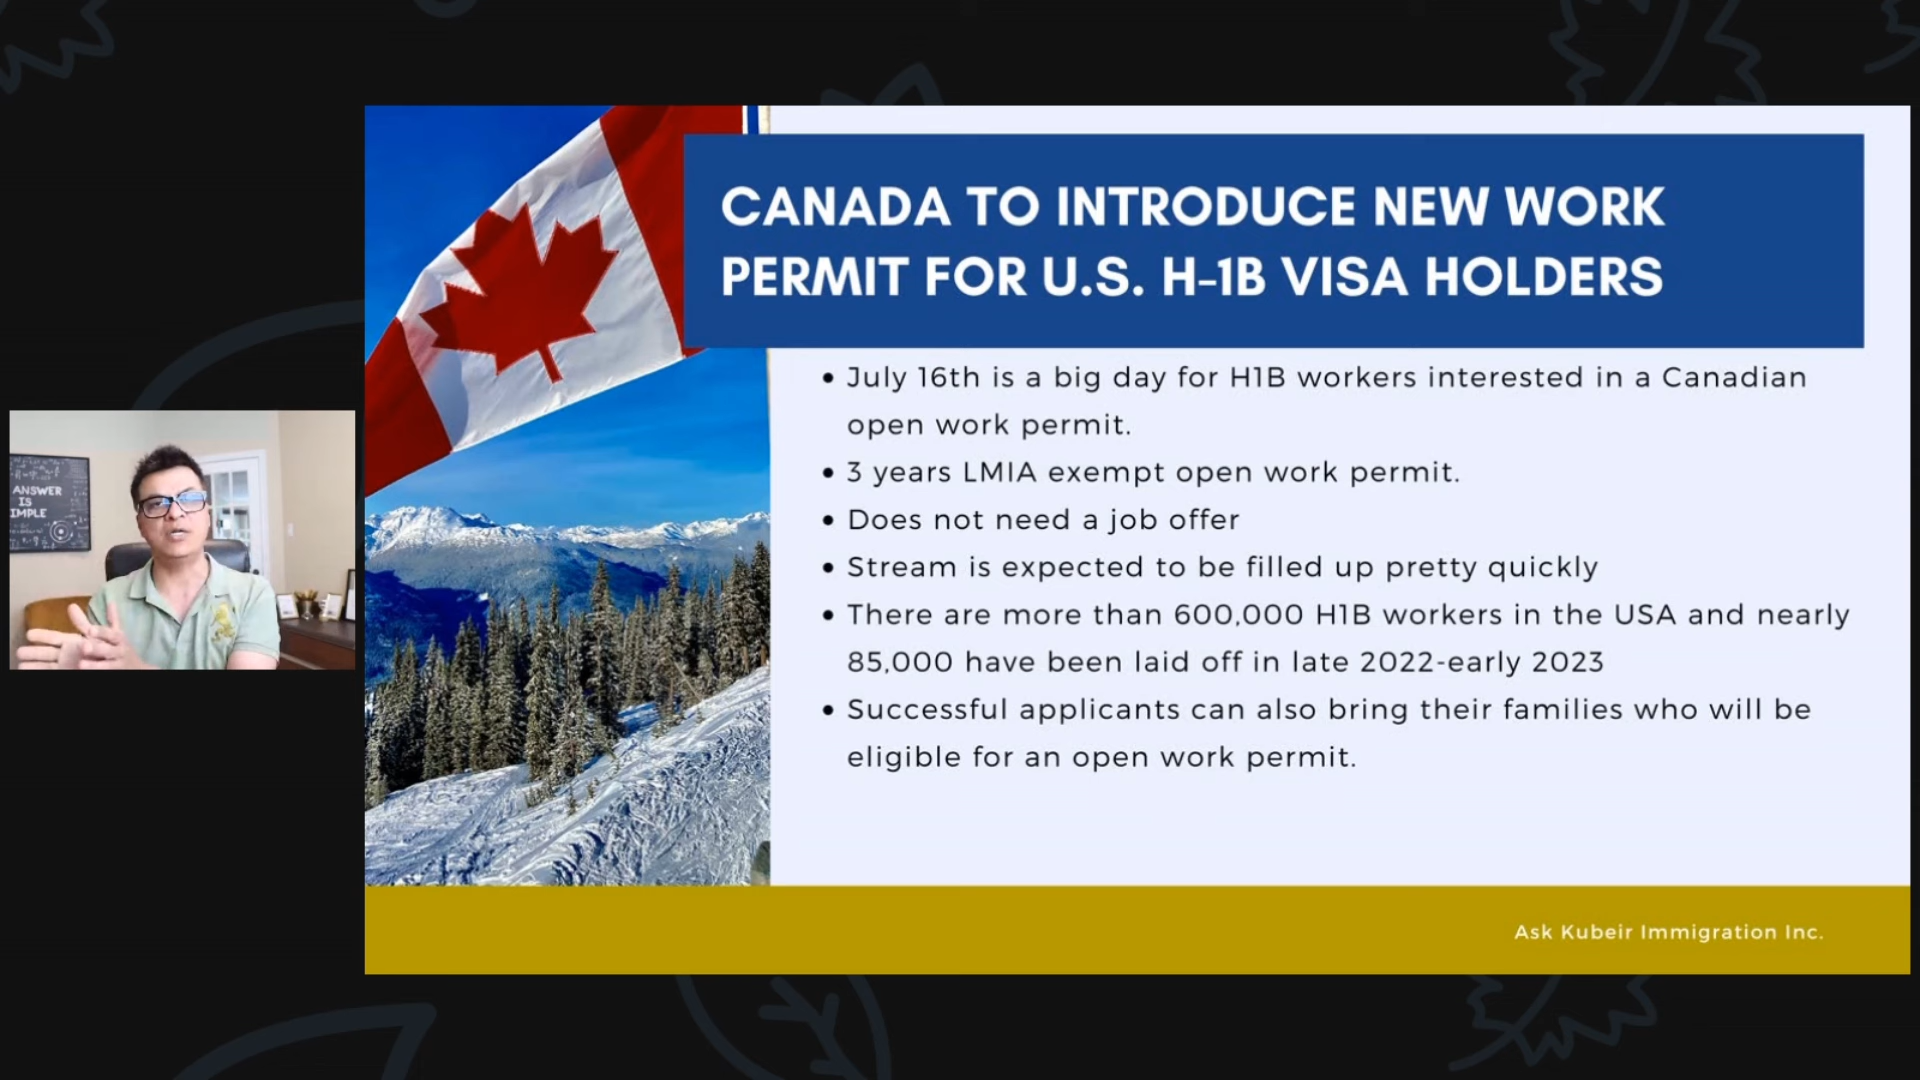 CANADA TO INTRODUCE NEW WORK
PERMIT FOR U.S. H-1B VISA HOLDERS
• July 16th is a big day for H1B workers interested in a Canadian
open work permit.
• 3 years LMIA exempt open work permit.
• Does not need a job offer
• Stream is expected to be filled up pretty quickly
• There are more than 600,000 H1B workers in the USA and nearly
85,000 have been laid off in late 2022-early 2023
• Successful applicants can also bring their families who will be
eligible for an open work permit.
ANSWER
IS
IMPLE
Ask Kubeir Immigration Inc.